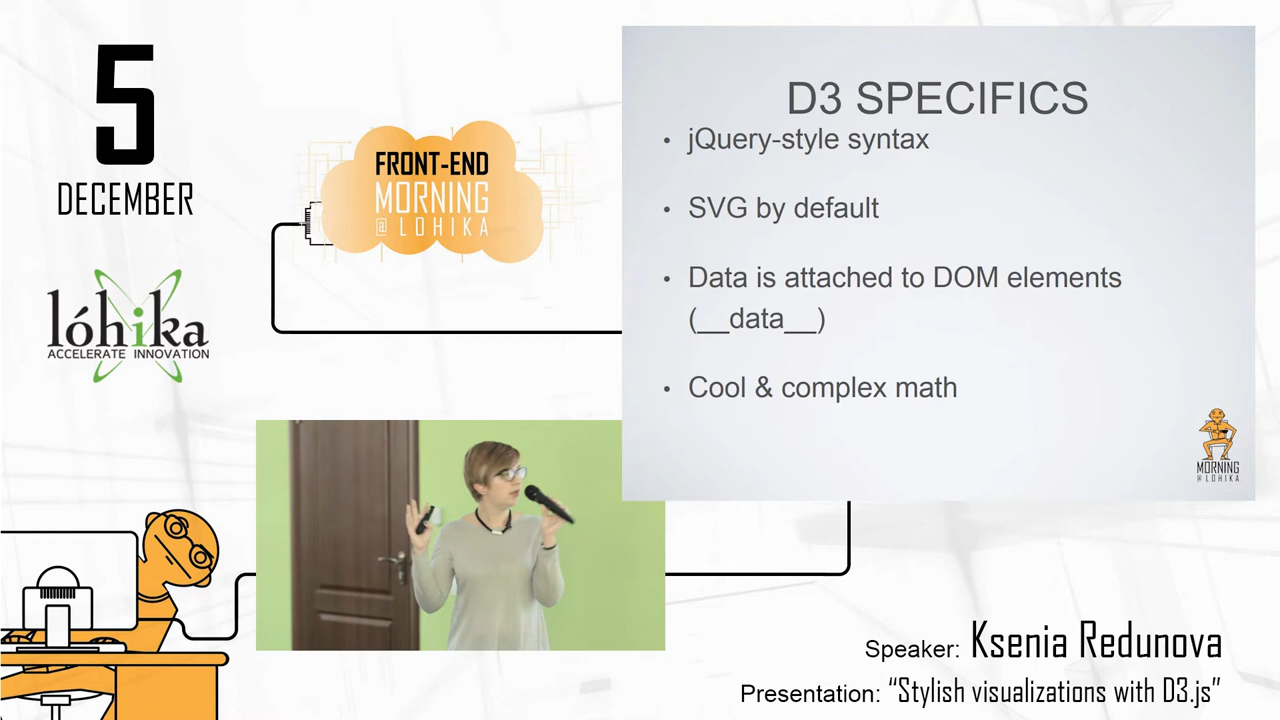 5
DECEMBER
lóhika
ACCELERATE INNOVATION
FRONT-END
MORNING
@ LOHIKA
D3 SPECIFICS
• jQuery-style syntax
• SVG by default
• Data is attached to DOM elements
(__data__)
• Cool & complex math
MORNING
@ LOHIKA
Speaker: Ksenia Redunova
Presentation: “Stylish visualizations with D3.js”